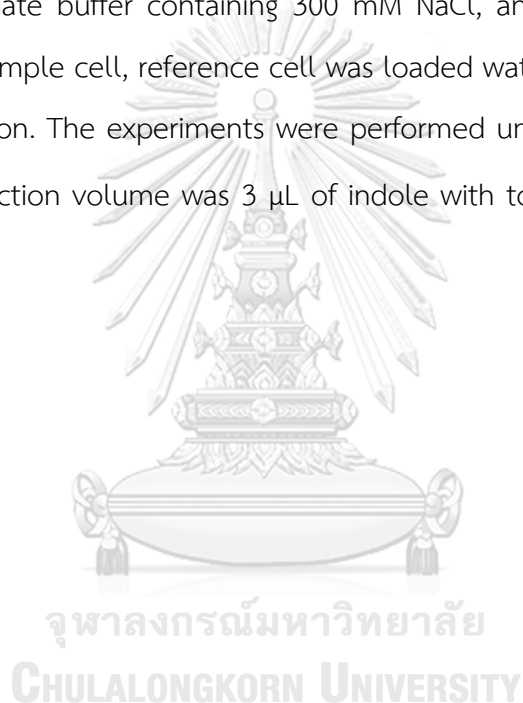 ate buffer containing 300 mM NaCl, an
mple cell, reference cell was loaded wat
on. The experiments were performed un
ction volume was 3 μL of indole with to
จุฬาลงกรณ์มหาวิทยาลัย
CHULALONGKORN UNIVERSITY